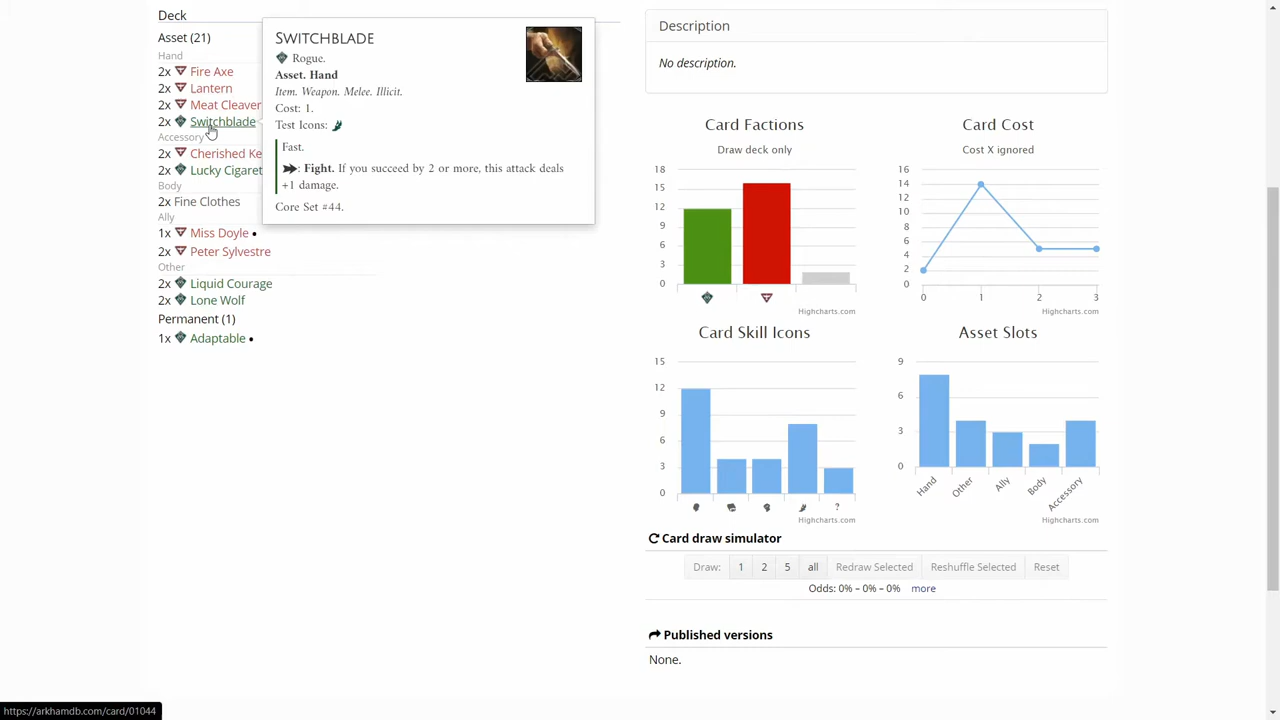 Deck
Asset (21)
Hand
2x Fire Axe
2x Lantern
2x Meat Cleaver
2x Switchblade
Accessory
2x Cherished Ke
2x Lucky Cigaret
Body
2x Fine Clothes
Ally
1x Miss Doyle •
2x Peter Sylvestre
Other
2x Liquid Courage
2x Lone Wolf
Permanent (1)
1x Adaptable •
SWITCHBLADE
Rogue.
Asset. Hand
Item. Weapon. Melee. Illicit.
Cost: 1.
Test Icons:
Fast.
: Fight. If you succeed by 2 or more, this attack deals
+1 damage.
Core Set #44.
Description
No description.
Card Factions
Draw deck only
18
15
12
9
6
3
0
Highcharts.com
Card Cost
Cost X ignored
16
14
12
10
8
6
4
2
0
0 1 2 3
Highcharts.com
Card Skill Icons
15
12
9
6
3
0
?
Highcharts.com
Asset Slots
9
6
3
0
Hand
Other
Ally
Body
Accessory
Highcharts.com
Card draw simulator
Draw: 1 2 5 all Redraw Selected Reshuffle Selected Reset
Odds: 0% – 0% – 0% more
Published versions
None.
https://arkhamdb.com/card/01044